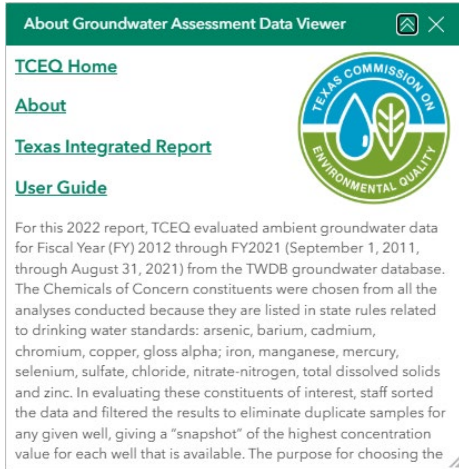 About Groundwater Assessment Data Viewer
TCEQ Home
About
Texas Integrated Report
User Guide
TEXAS COMMISSION ON
ENVIRONMENTAL QUALITY
For this 2022 report, TCEQ evaluated ambient groundwater data
for Fiscal Year (FY) 2012 through FY2021 (September 1, 2011,
through August 31, 2021) from the TWDB groundwater database.
The Chemicals of Concern constituents were chosen from all the
analyses conducted because they are listed in state rules related
to drinking water standards: arsenic, barium, cadmium,
chromium, copper, gloss alpha; iron, manganese, mercury,
selenium, sulfate, chloride, nitrate-nitrogen, total dissolved solids
and zinc. In evaluating these constituents of interest, staff sorted
the data and filtered the results to eliminate duplicate samples for
any given well, giving a “snapshot” of the highest concentration
value for each well that is available. The purpose for choosing the